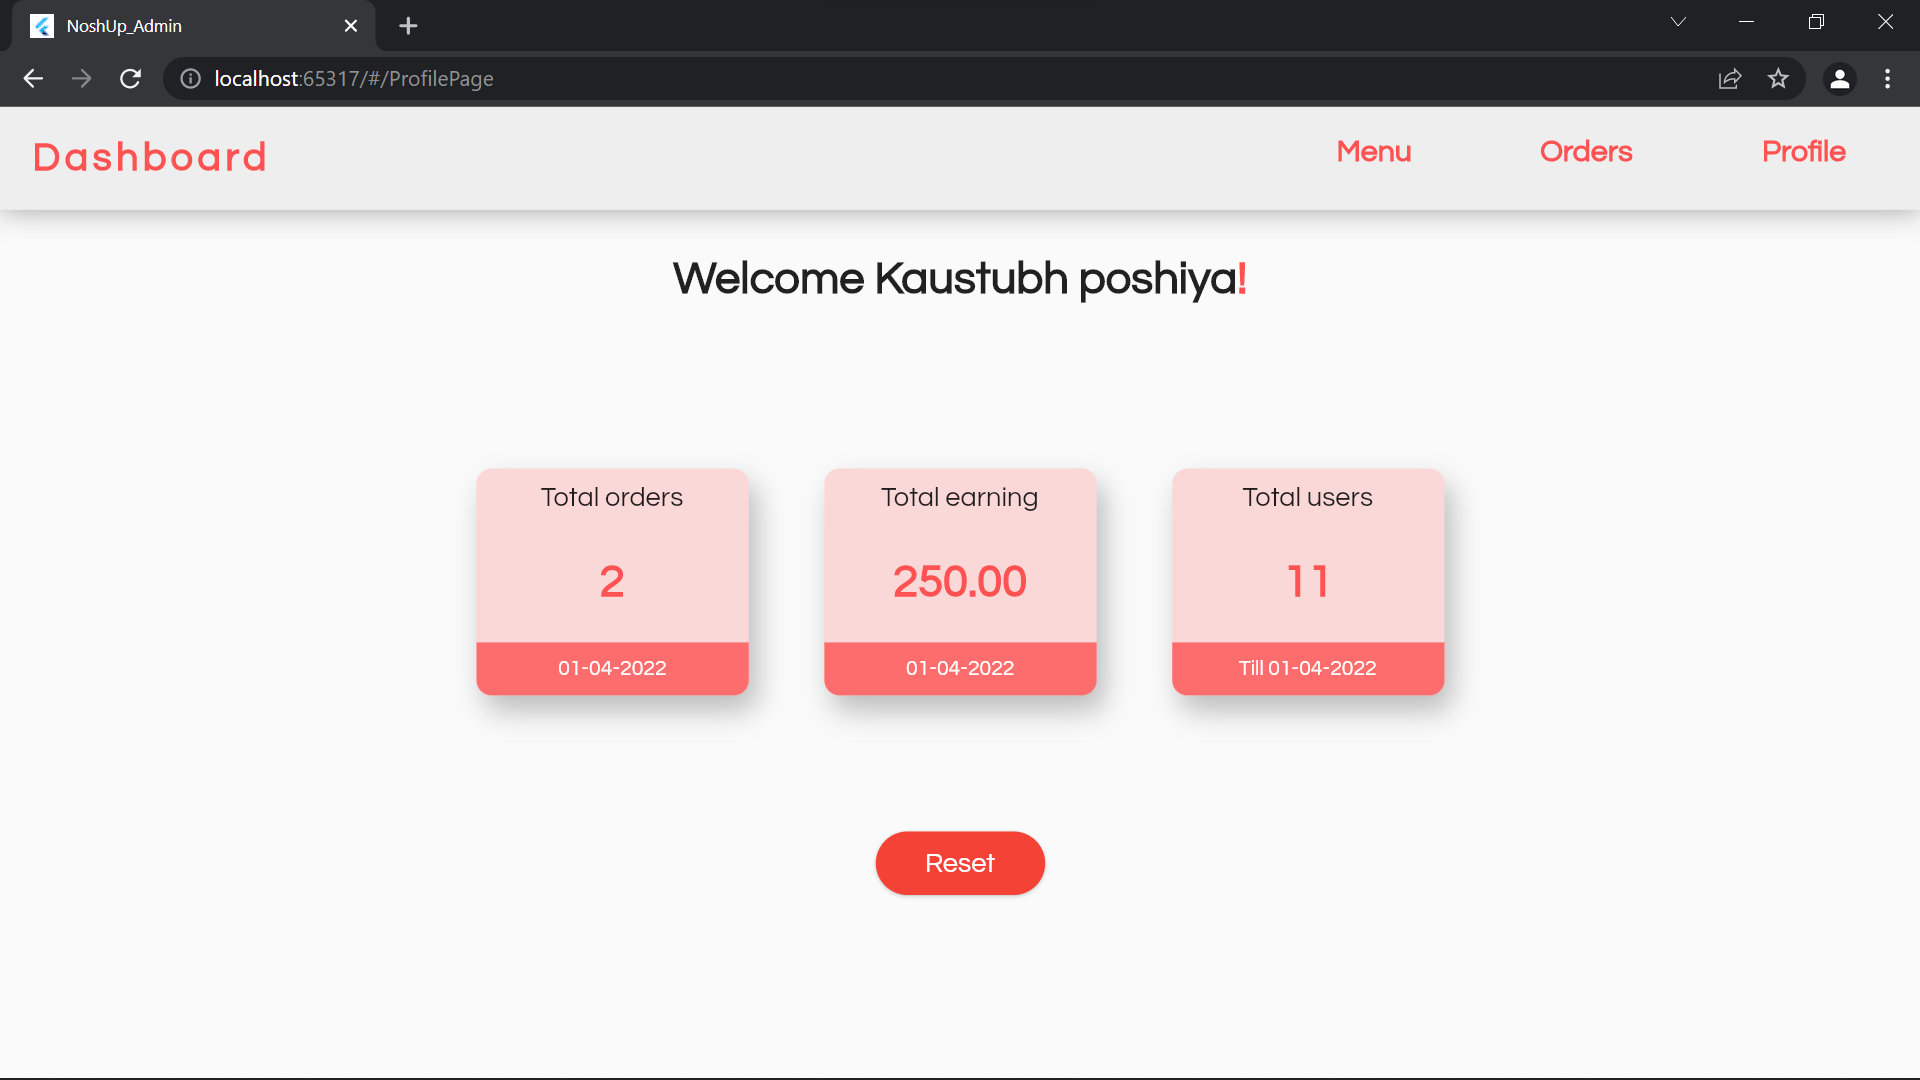 NoshUp_Admin
localhost:65317/#/ProfilePage
Dashboard
Menu
Orders
Profile
Welcome Kaustubh poshiya!
Total orders
2
01-04-2022
Total earning
250.00
01-04-2022
Total users
11
Till 01-04-2022
Reset